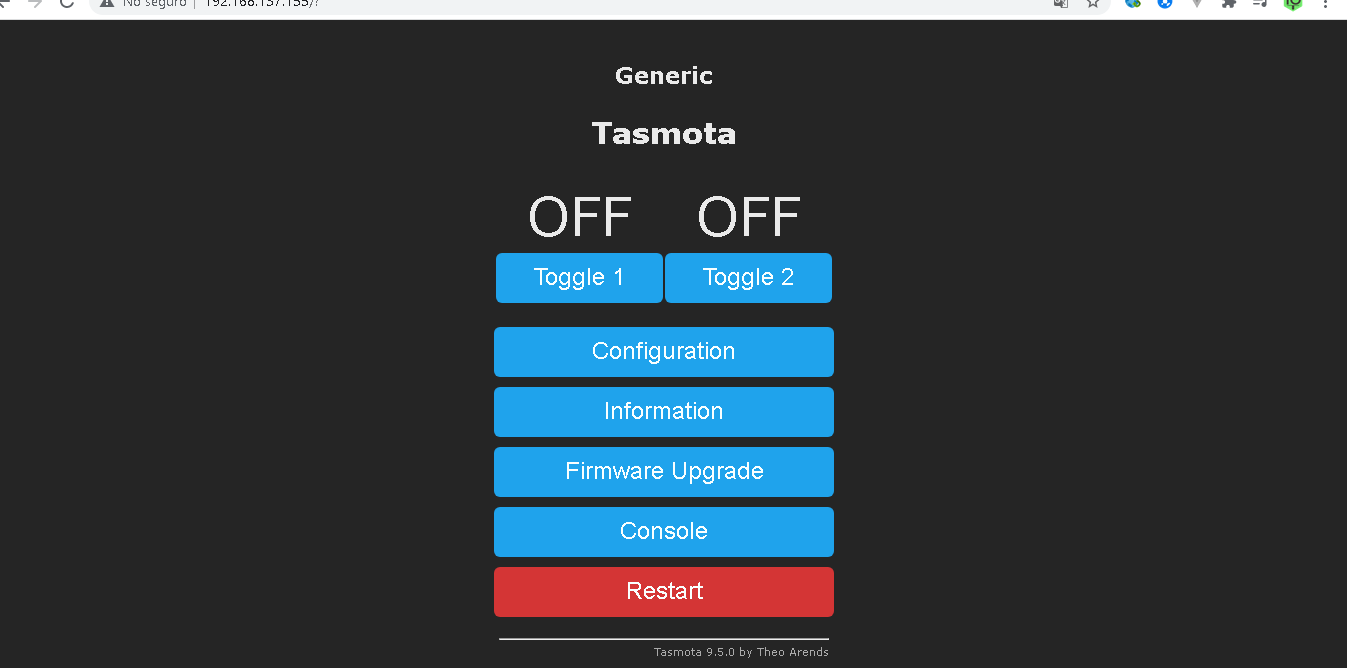 No seguro | 192.168.137.155/?
Generic
Tasmota
OFF OFF
Toggle 1 Toggle 2
Configuration
Information
Firmware Upgrade
Console
Restart
Tasmota 9.5.0 by Theo Arends